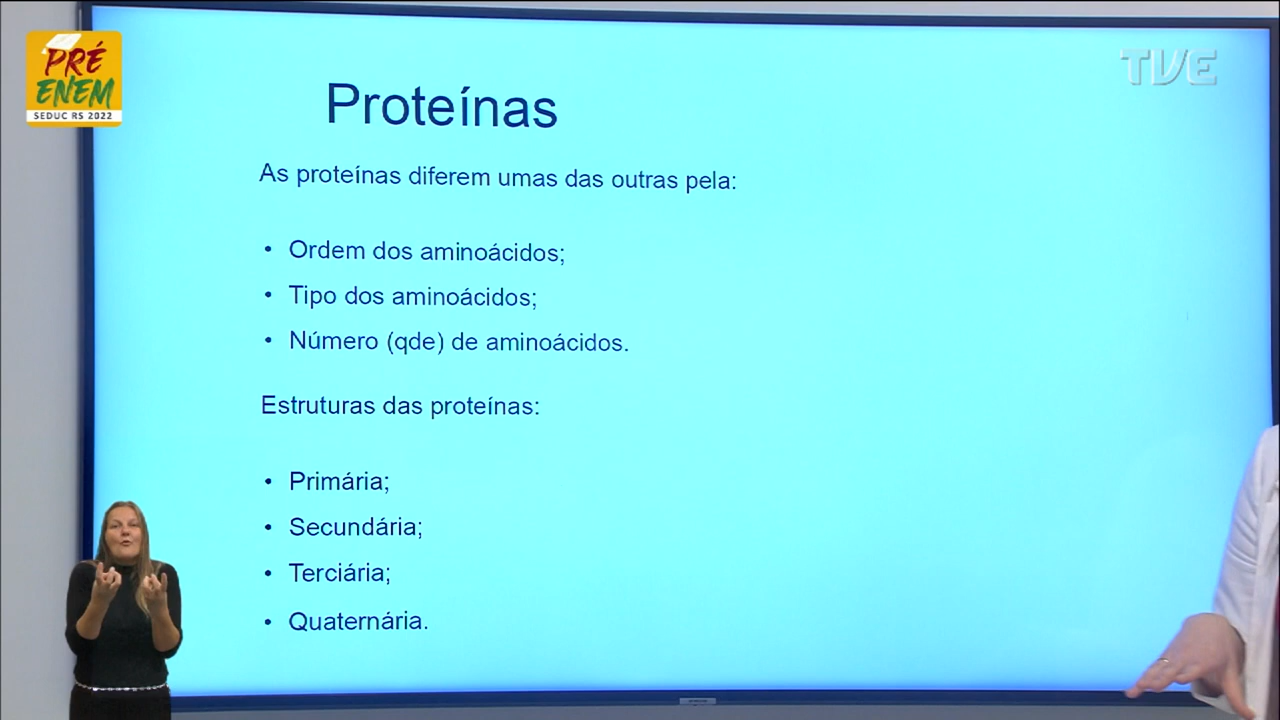 PRÉ
ENEM
SEDUC RS 2022
TVE
Proteínas
As proteínas diferem umas das outras pela:
• Ordem dos aminoácidos;
• Tipo dos aminoácidos;
• Número (qde) de aminoácidos.
Estruturas das proteínas:
• Primária;
• Secundária;
• Terciária;
• Quaternária.